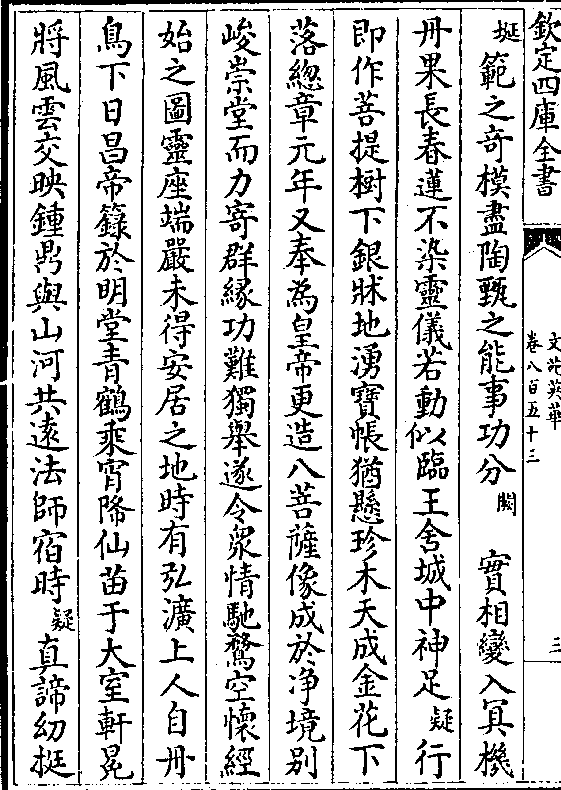 欽定四庫全書
文苑英華
卷八百五十三
三
埏範之奇模盡陶甄之能事功分闕 實相變入冥機
丹果長春蓮不染靈儀若動似臨王舍城中神足疑行
即作菩提樹下銀牀地湧寶帳猶懸珍木天成金花下
落總章元年又奉為皇帝更造八菩薩像成於净境别
峻崇堂而力寄群縁功難獨舉遂令衆情馳騖空懷經
始之圖靈座端嚴未得安居之地時有弘濵上人自丹
鳥下日昌帝籙於明堂青鶴乘宵降仙苗于大室軒冕
將風雲交映鍾鼎與山河共遠法師宿時疑真諦幼挺